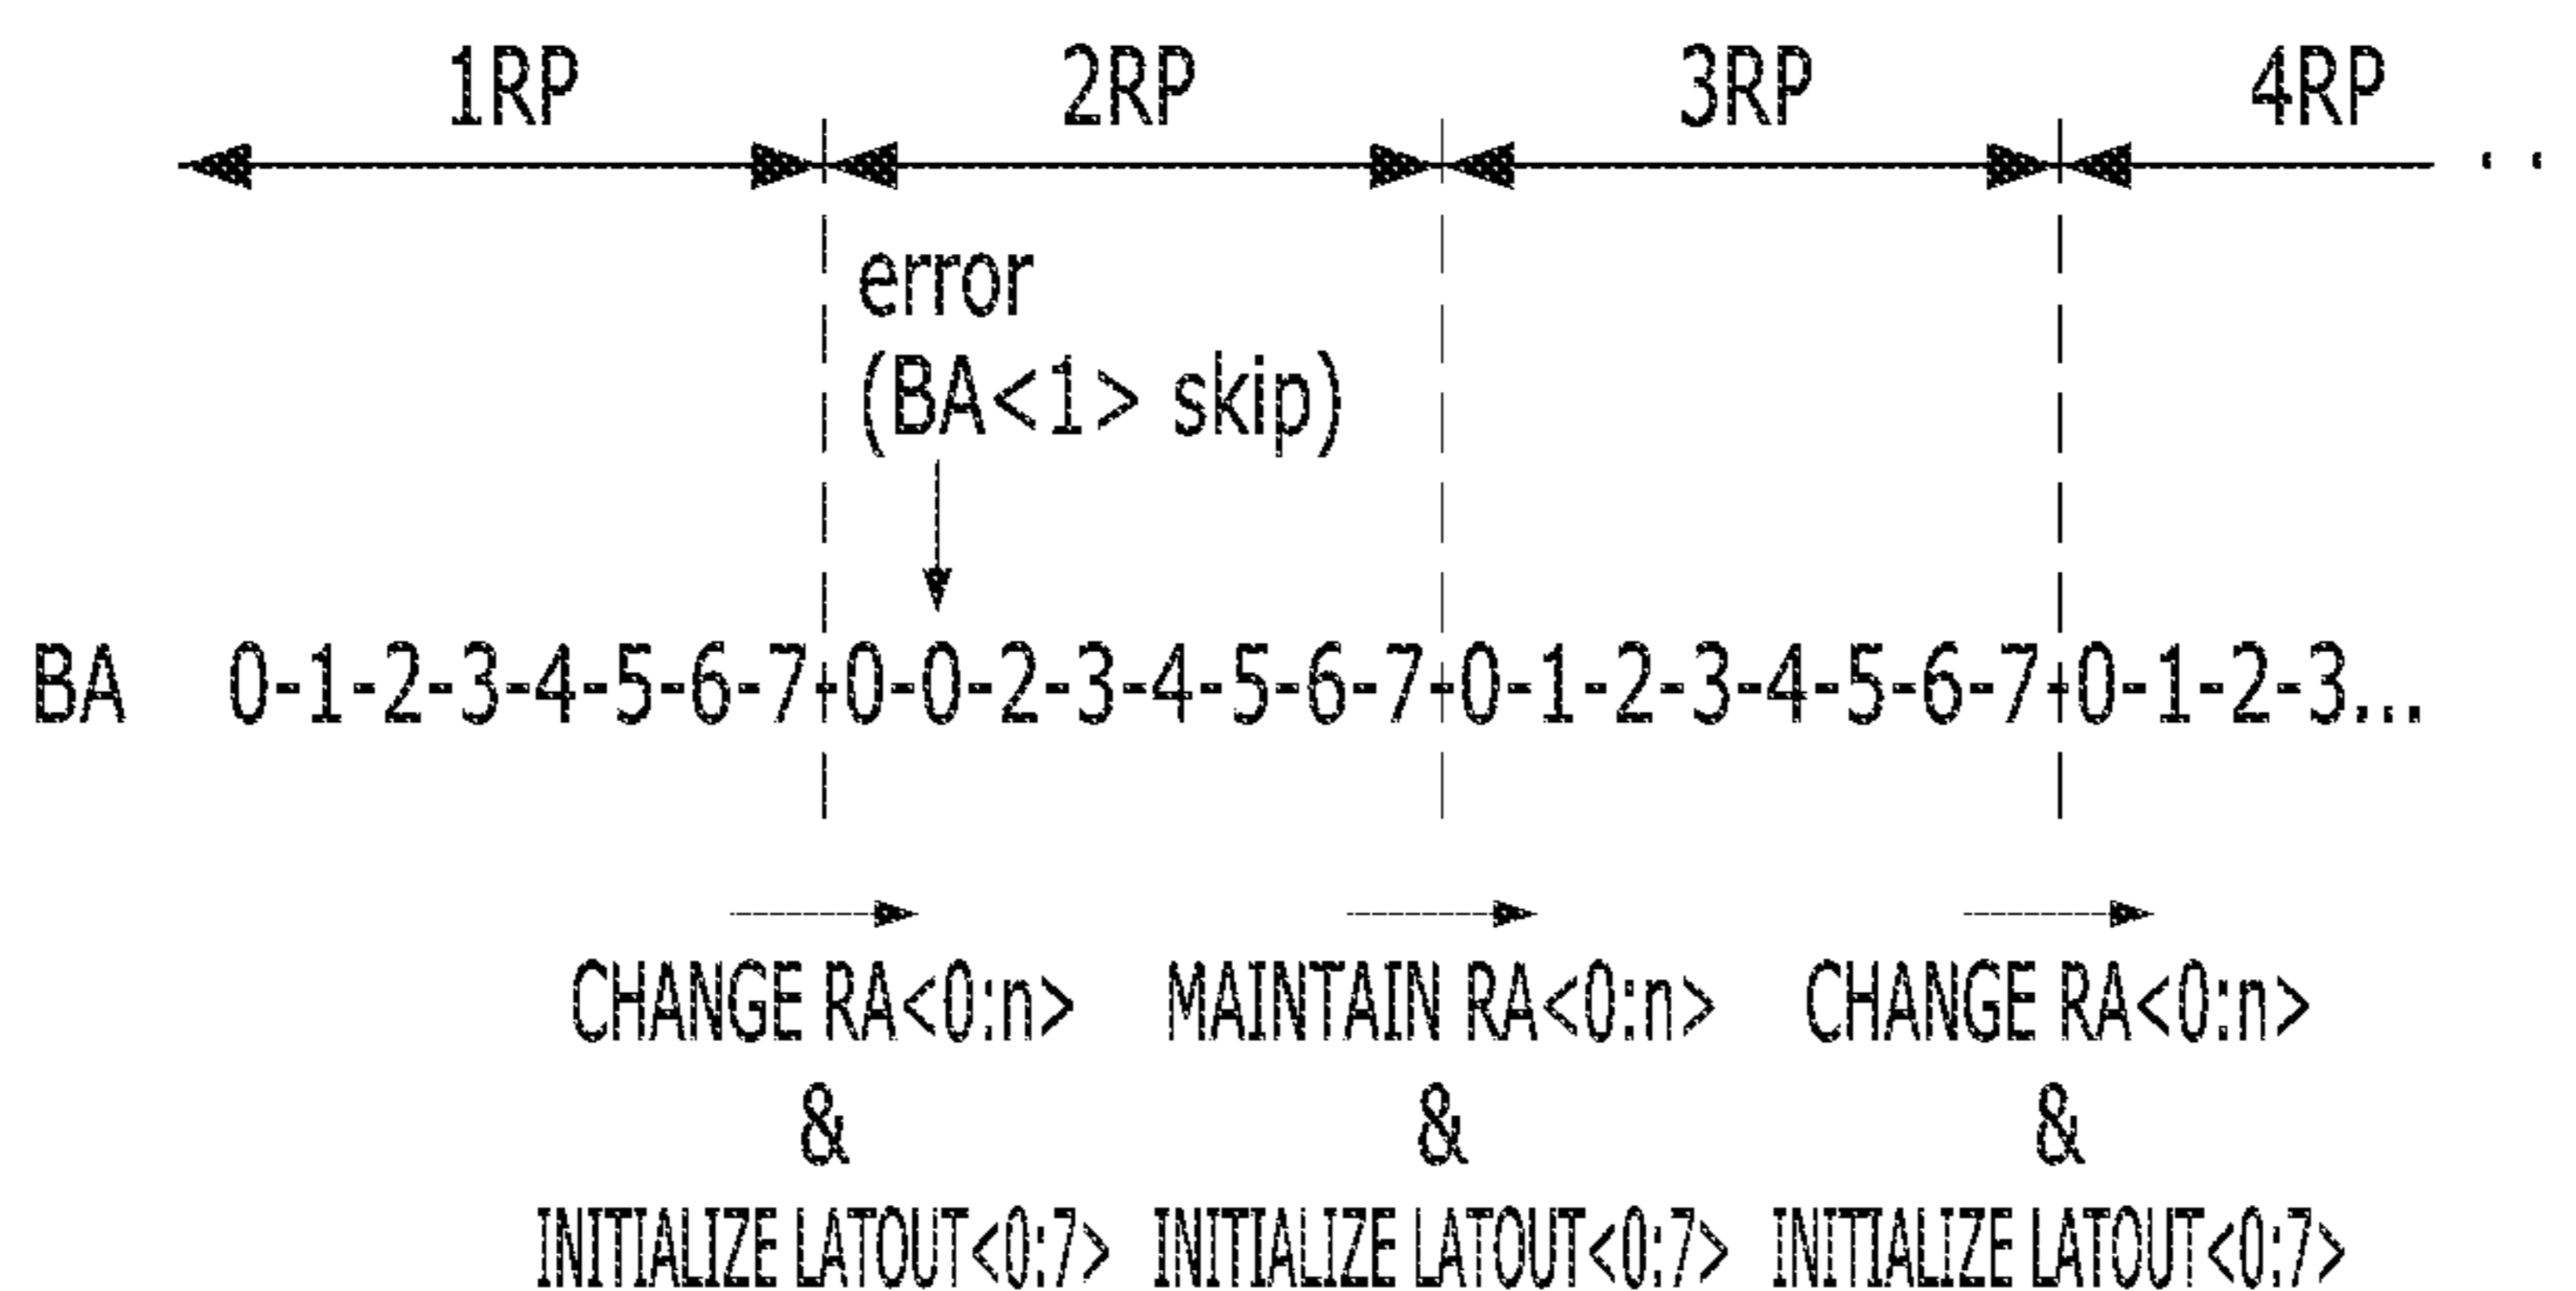 1RP 2RP 3RP 4RP ..
error
(BA<1> skip)
BA 0-1-2-3-4-5-6-7-0-0-2-3-4-5-6-7-0-1-2-3-4-5-6-7-0-1-2-3...
CHANGE RA<0:n> MAINTAIN RA<0:n> CHANGE RA<0:n>
& & &
INITIALIZE LATOUT<0:7> INITIALIZE LATOUT<0:7> INITIALIZE LATOUT<0:7>